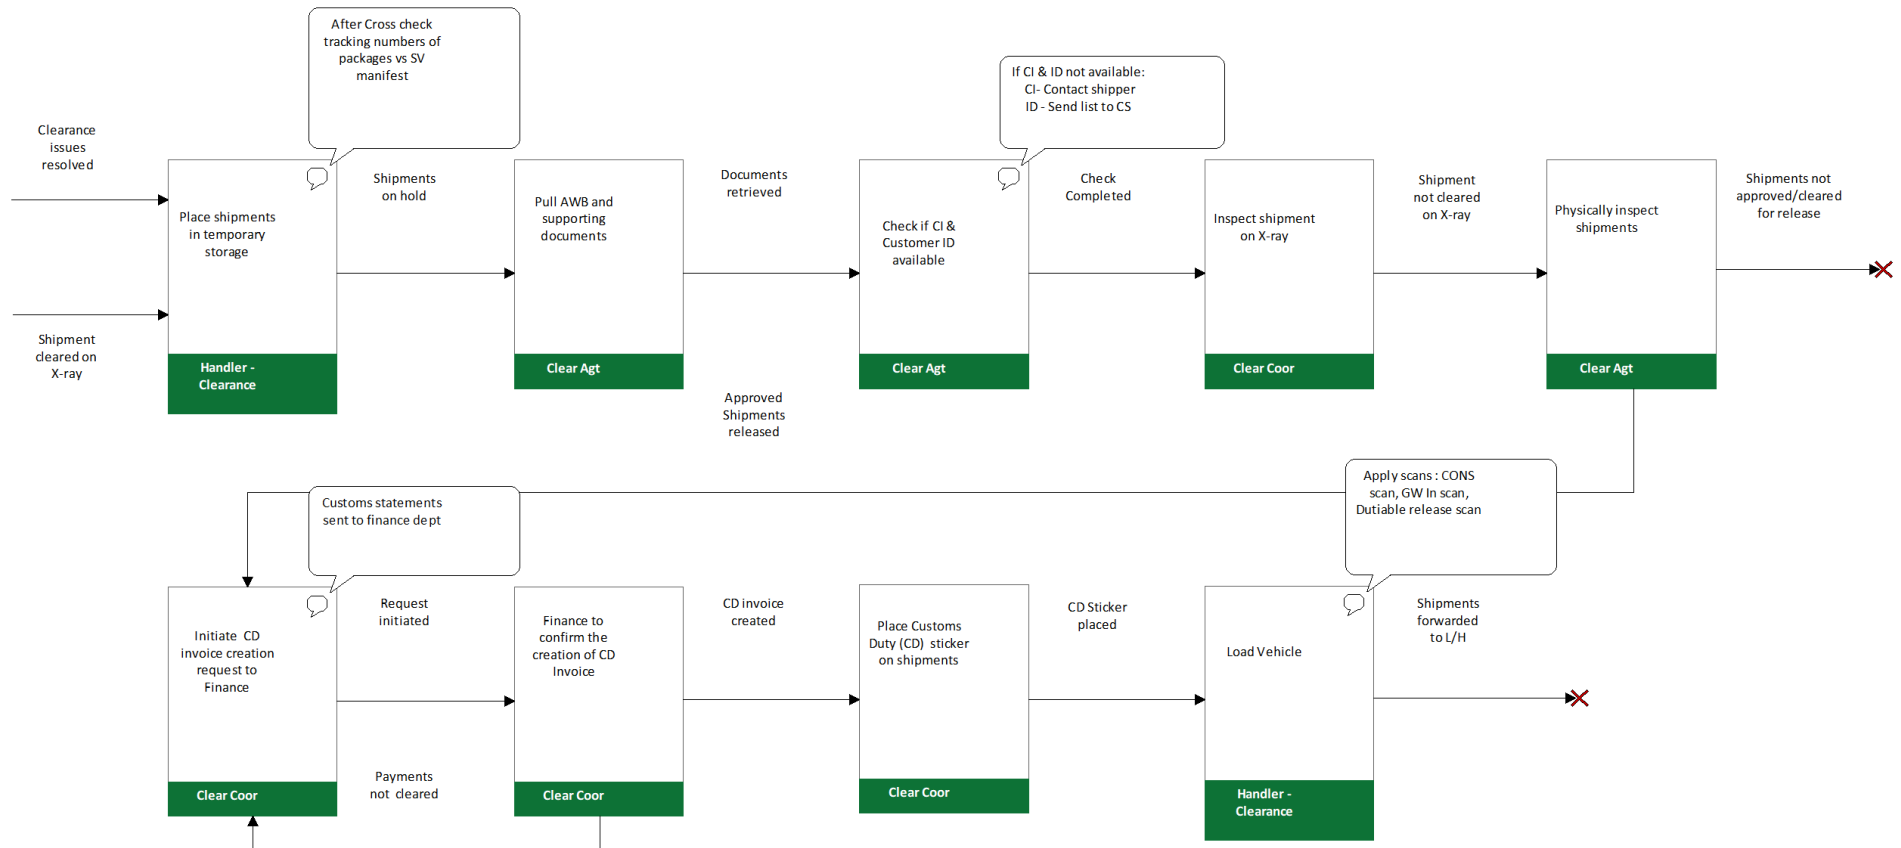 After Cross check
tracking numbers of
packages vs SV
manifest
If CI & ID not available:
CI- Contact shipper
ID - Send list to CS
Clearance
issues
resolved
Shipment
cleared on
X-ray
Place shipments
in temporary
storage
Handler -
Clearance
Shipments
on hold
Pull AWB and
supporting
documents
Clear Agt
Documents
retrieved
Check if CI &
Customer ID
available
Clear Agt
Check
Completed
Inspect shipment
on X-ray
Clear Coor
Shipment
not cleared
on X-ray
Physically inspect
shipments
Clear Agt
Shipments not
approved/cleared
for release
Approved
Shipments
released
Customs statements
sent to finance dept
Apply scans : CONS
scan, GW In scan,
Dutiable release scan
Initiate CD
invoice creation
request to
Finance
Clear Coor
Request
initiated
Payments
not cleared
Finance to
confirm the
creation of CD
Invoice
Clear Coor
CD invoice
created
Place Customs
Duty (CD) sticker
on shipments
Clear Coor
CD Sticker
placed
Load Vehicle
Handler -
Clearance
Shipments
forwarded
to L/H